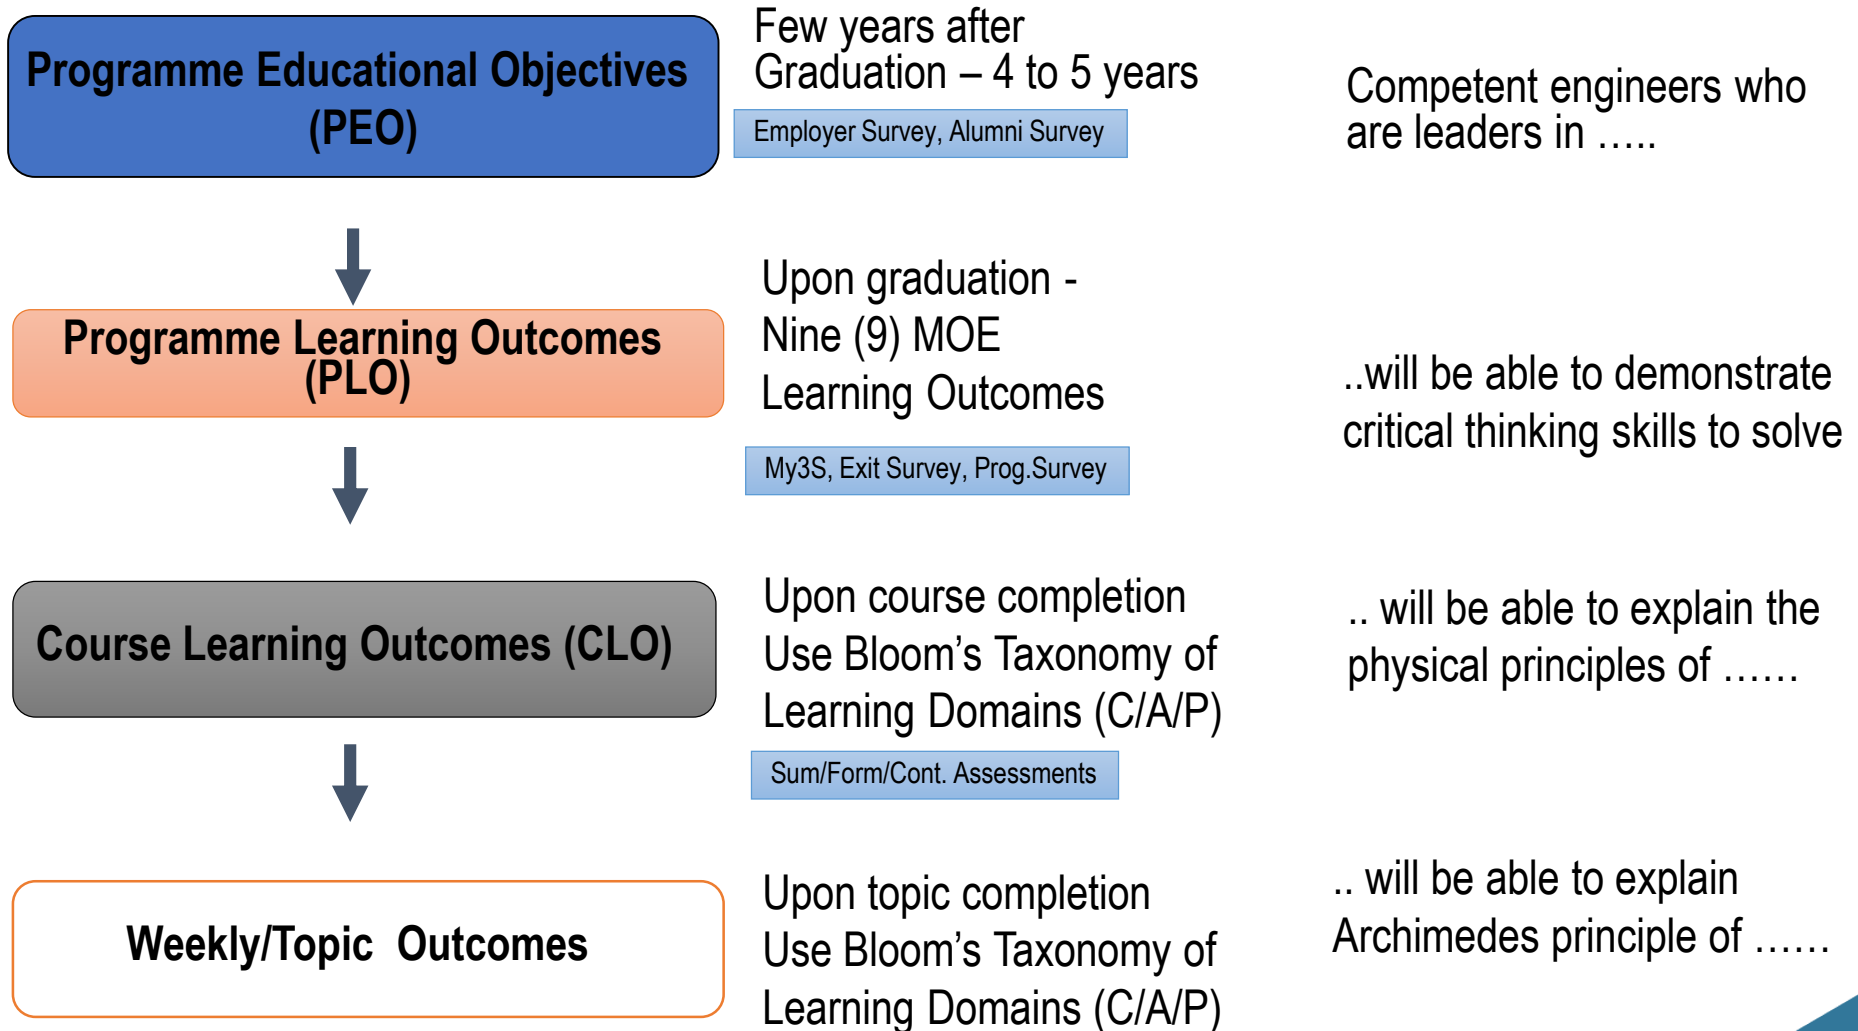 Programme Educational Objectives
(PEO)
Few years after
Graduation – 4 to 5 years
Employer Survey, Alumni Survey
Competent engineers who
are leaders in …..
Programme Learning Outcomes
(PLO)
Upon graduation -
Nine (9) MOE
Learning Outcomes
My3S, Exit Survey, Prog.Survey
..will be able to demonstrate
critical thinking skills to solve
Course Learning Outcomes (CLO)
Upon course completion
Use Bloom’s Taxonomy of
Learning Domains (C/A/P)
Sum/Form/Cont. Assessments
.. will be able to explain the
physical principles of ……
Weekly/Topic  Outcomes
Upon topic completion
Use Bloom’s Taxonomy of
Learning Domains (C/A/P)
.. will be able to explain
Archimedes principle of ……